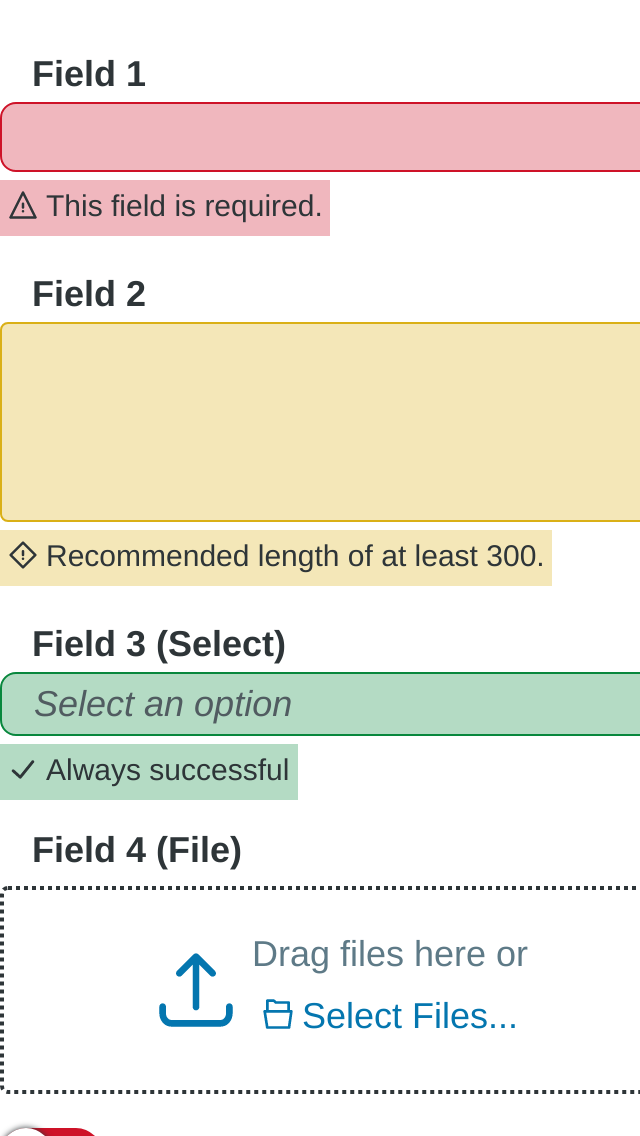 Field 1
This field is required.
Field 2
Recommended length of at least 300.
Field 3 (Select)
Select an option
Always successful
Field 4 (File)
Drag files here or
Select Files...